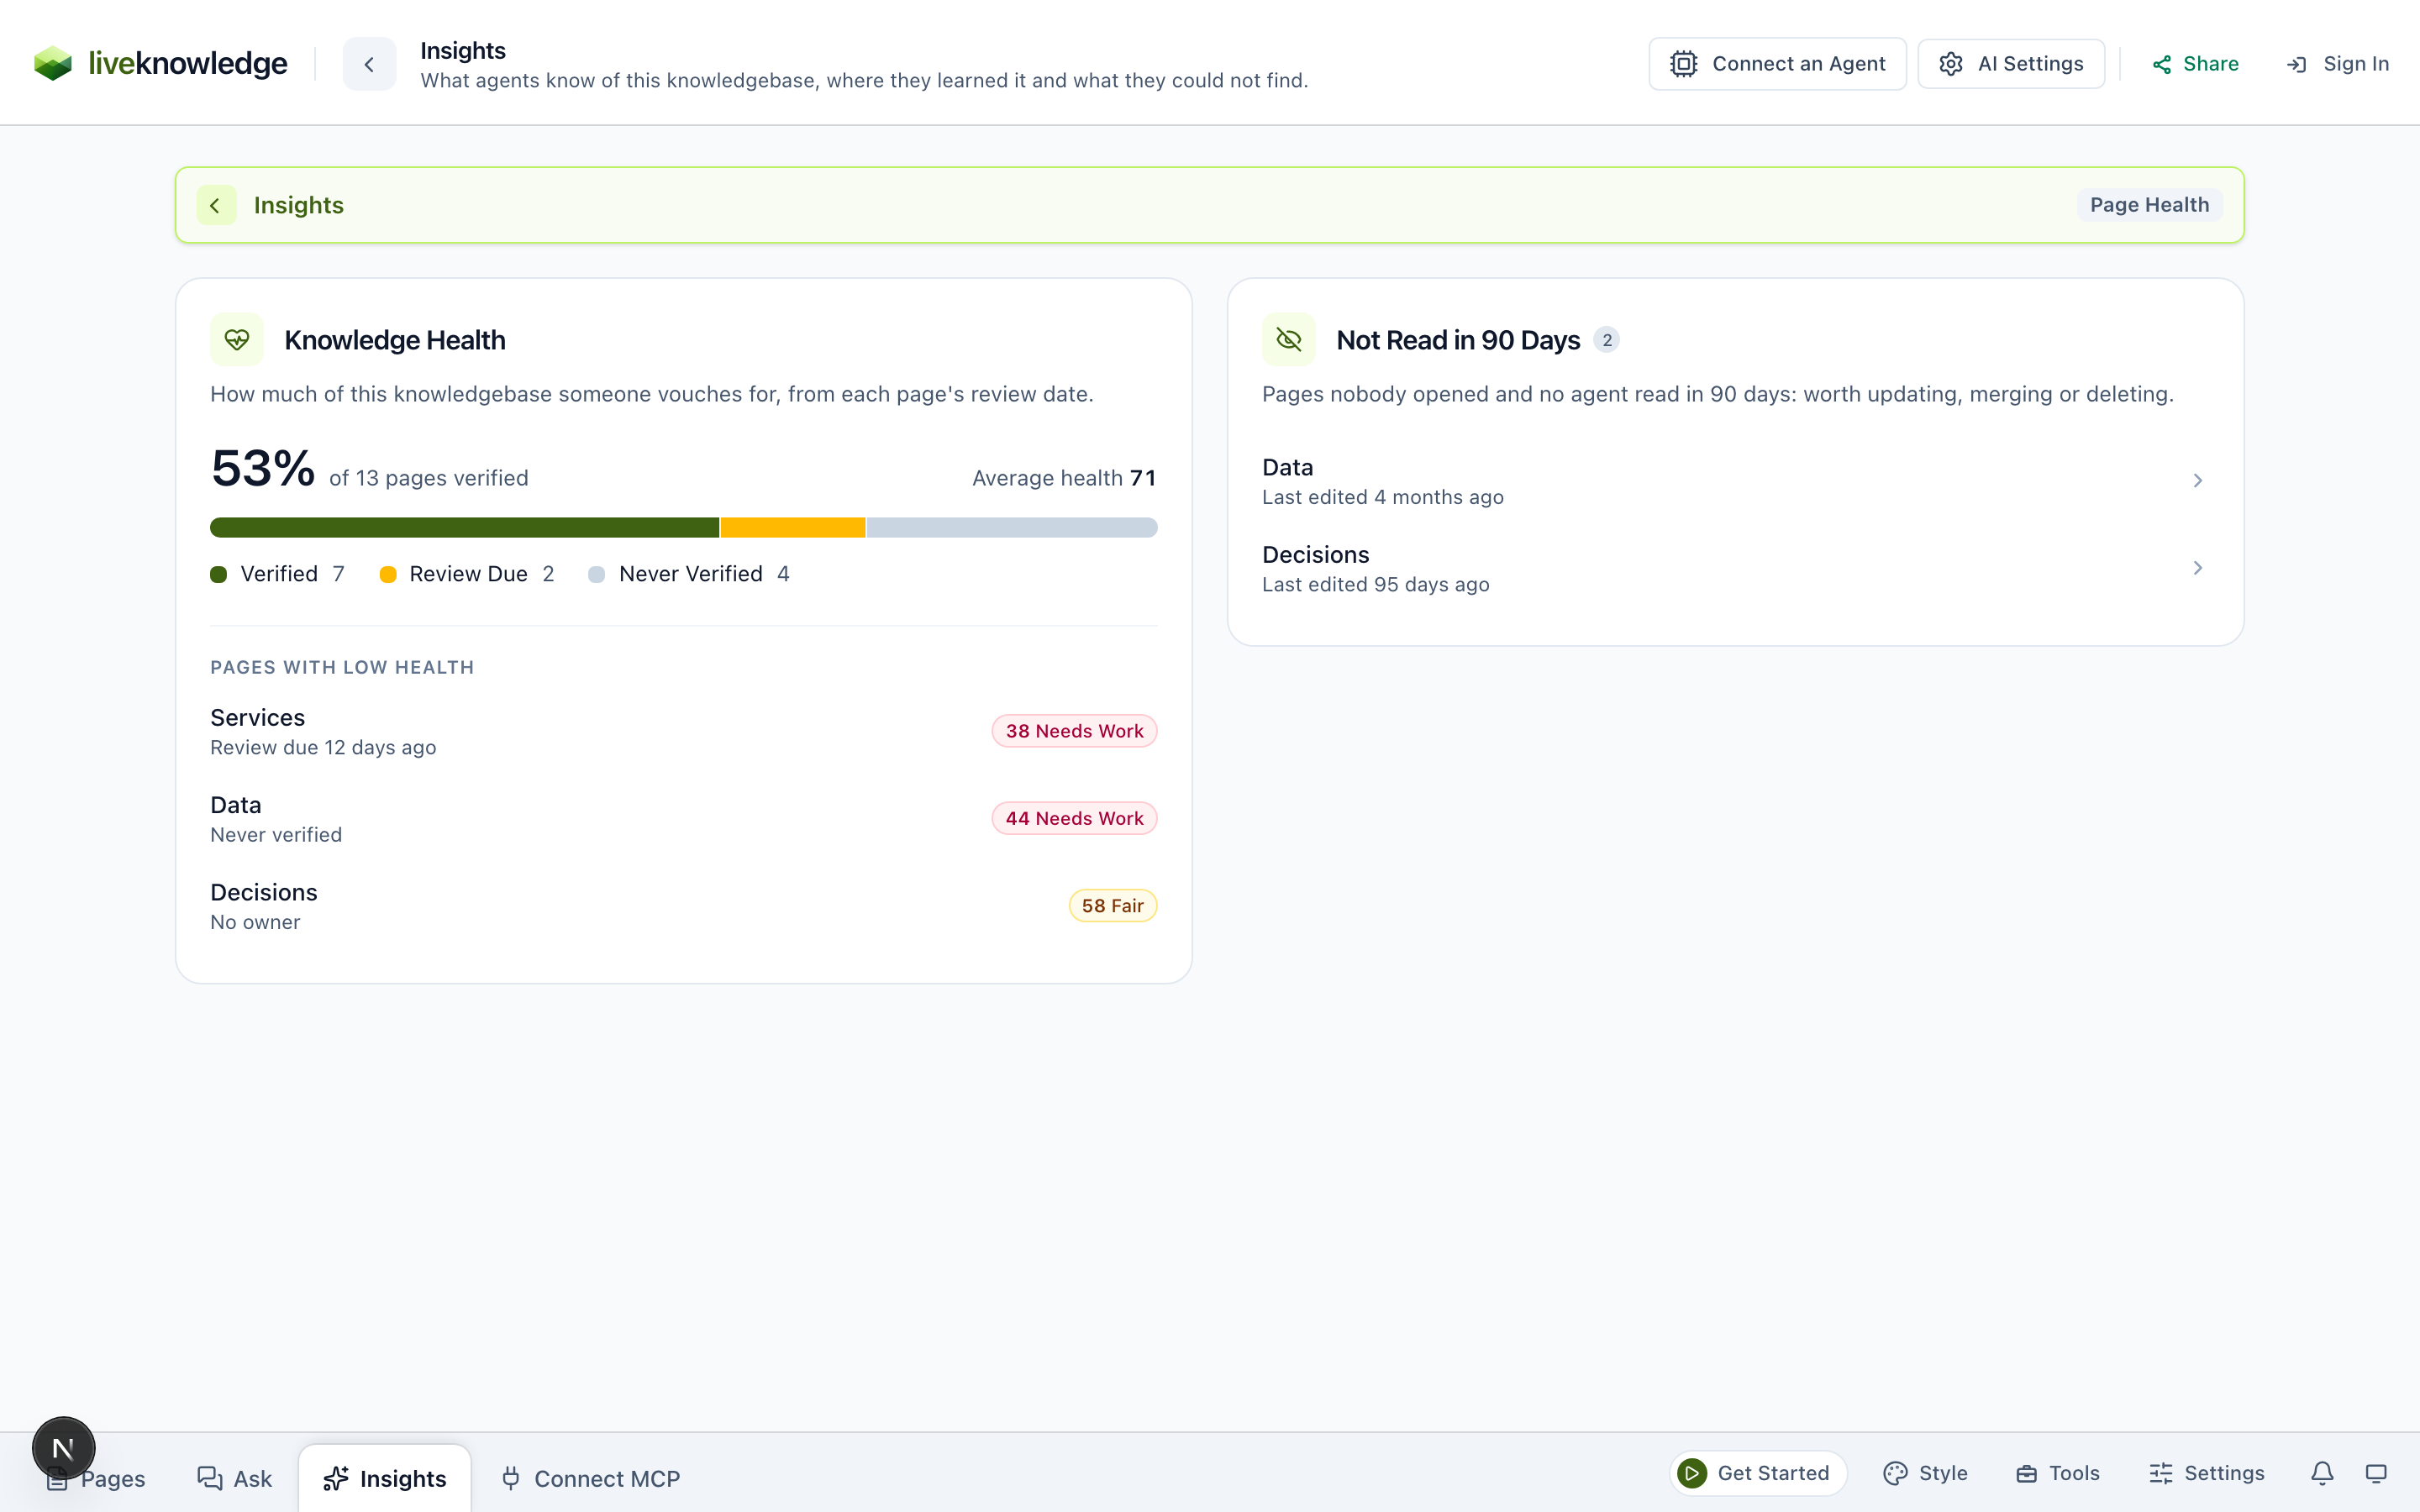 liveknowledge
Insights
What agents know of this knowledgebase, where they learned it and what they could not find.
Connect an Agent
AI Settings
Share
Sign In
Insights
Page Health
Knowledge Health
How much of this knowledgebase someone vouches for, from each page's review date.
53% of 13 pages verified
Average health 71
Verified 7
Review Due 2
Never Verified 4
PAGES WITH LOW HEALTH
Services
Review due 12 days ago
38 Needs Work
Data
Never verified
44 Needs Work
Decisions
No owner
58 Fair
Not Read in 90 Days 2
Pages nobody opened and no agent read in 90 days: worth updating, merging or deleting.
Data
Last edited 4 months ago
Decisions
Last edited 95 days ago
N
Pages
Ask
Insights
Connect MCP
Get Started
Style
Tools
Settings